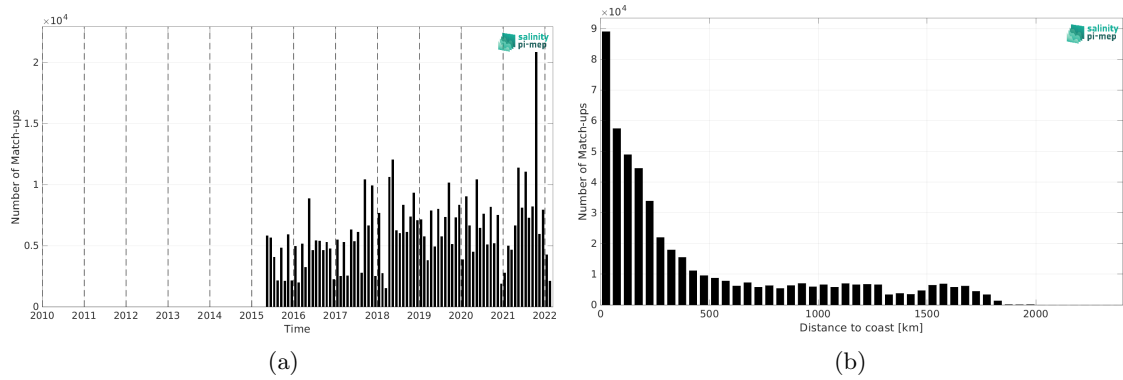 ×10⁴
salinity
pi-mep
2
1.5
1
0.5
0
Number of Match-ups
2010 2011 2012 2013 2014 2015 2016 2017 2018 2019 2020 2021 2022
Time
(a)
×10⁴
salinity
pi-mep
9
8
7
6
5
4
3
2
1
0
Number of Match-ups
0 500 1000 1500 2000
Distance to coast [km]
(b)